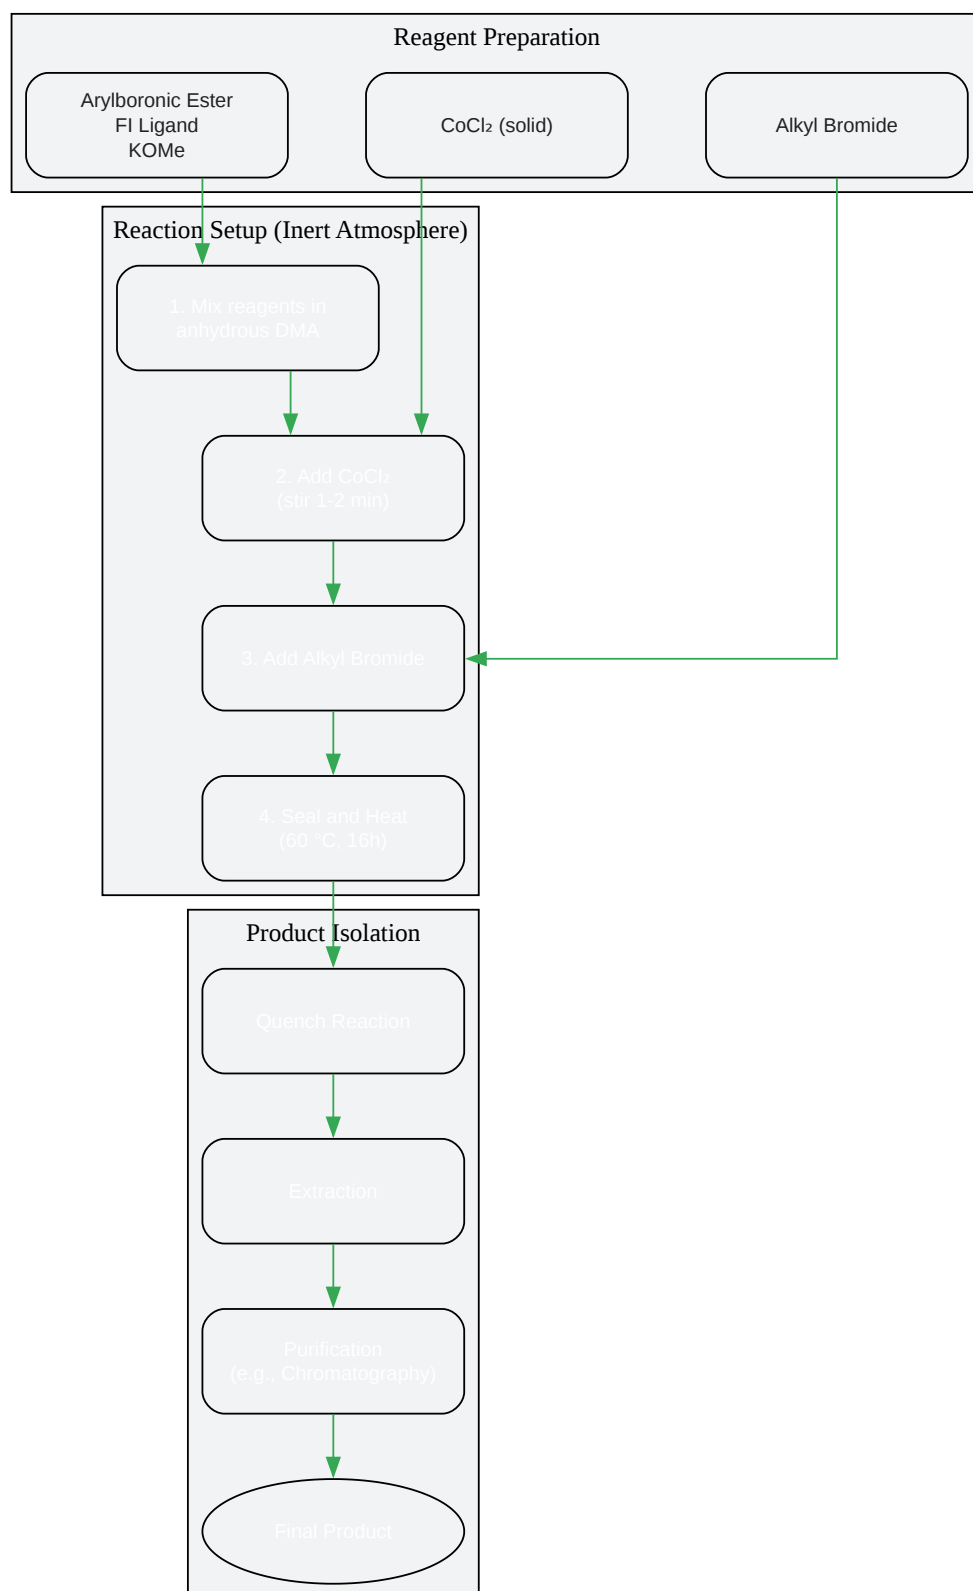 Reagent Preparation
Arylboronic Ester
FI Ligand
KOMe
CoCl₂ (solid)
Alkyl Bromide
Reaction Setup (Inert Atmosphere)
1. Mix reagents in
anhydrous DMA
2. Add CoCl₂
(stir 1-2 min)
3. Add Alkyl Bromide
4. Seal and Heat
(60 °C, 16h)
Product Isolation
Quench Reaction
Extraction
Purification
(e.g., Chromatography)
Final Product